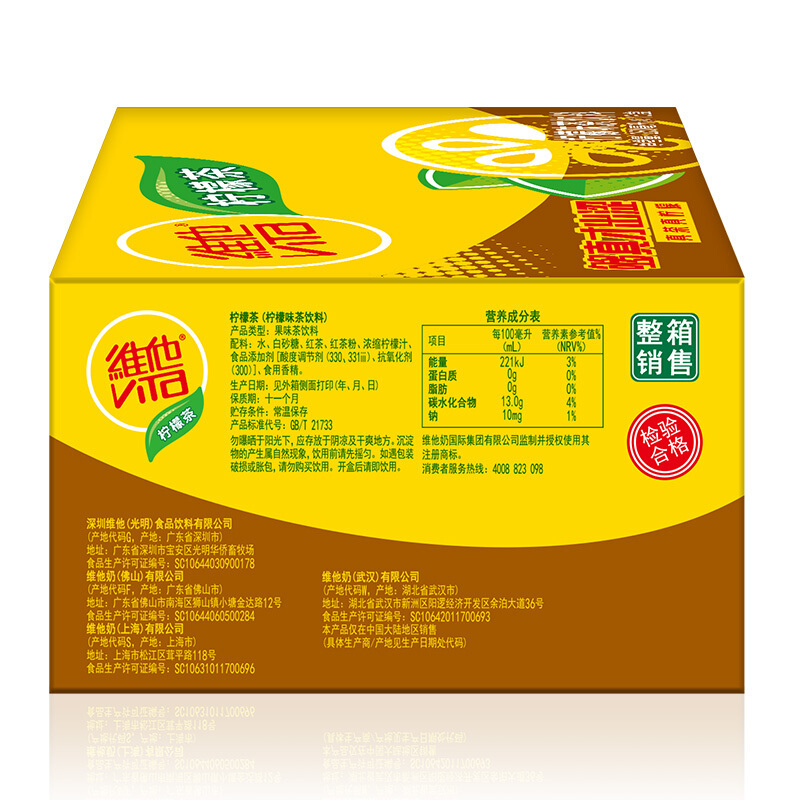 柠檬茶
維他
VITA
®
够真才出涩
真茶真柠檬
維他®
VITA
柠檬茶
柠檬茶(柠檬味茶饮料)
产品类型：果味茶饮料
配料：水、白砂糖、红茶、红茶粉、浓缩柠檬汁、
食品添加剂[酸度调节剂(330、331ⅲ)、抗氧化剂
(300)]、食用香精。
生产日期：见外箱侧面打印(年、月、日)
保质期：十一个月
贮存条件：常温保存
产品标准代号：GB/T 21733
勿曝晒于阳光下，应存放于阴凉及干爽地方。沉淀
物的产生属自然现象，饮用前请先摇匀。如遇包装
破损或胀包，请勿购买饮用。开盒后请即饮用。
营养成分表
项目 每100毫升(mL) 营养素参考值%(NRV%)
能量 221kJ 3%
蛋白质 0g 0%
脂肪 0g 0%
碳水化合物 13.0g 4%
钠 10mg 1%
维他奶国际集团有限公司监制并授权使用其
注册商标。
消费者服务热线：4008 823 098
整箱
销售
检验
合格
深圳维他(光明)食品饮料有限公司
(产地代码G，产地：广东省深圳市)
地址：广东省深圳市宝安区光明华侨畜牧场
食品生产许可证编号：SC10644030900178
维他奶(佛山)有限公司
(产地代码F，产地：广东省佛山市)
地址：广东省佛山市南海区狮山镇小塘金达路12号
食品生产许可证编号：SC10644060500284
维他奶(上海)有限公司
(产地代码S，产地：上海市)
地址：上海市松江区茸平路118号
食品生产许可证编号：SC10631011700696
维他奶(武汉)有限公司
(产地代码W，产地：湖北省武汉市)
地址：湖北省武汉市新洲区阳逻经济开发区余泊大道36号
食品生产许可证编号：SC10642011700693
本产品仅在中国大陆地区销售
(具体生产商/产地见生产日期处代码)